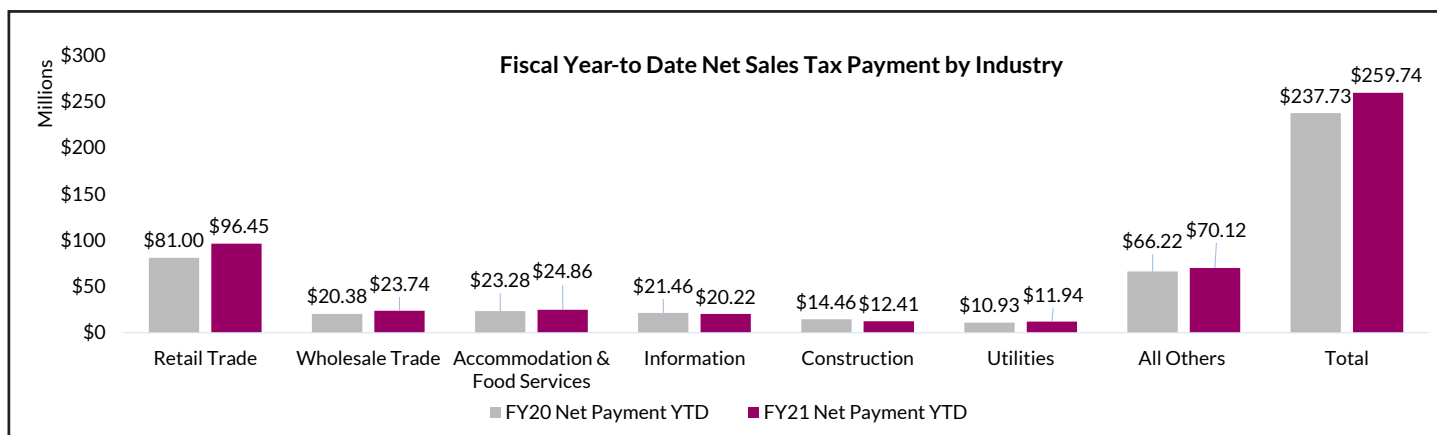 Fiscal Year-to Date Net Sales Tax Payment by Industry
Millions
$300
$250
$200
$150
$100
$50
$0
$81.00
$96.45
$20.38
$23.74
$23.28
$24.86
$21.46
$20.22
$14.46
$12.41
$10.93
$11.94
$66.22
$70.12
$237.73
$259.74
Retail Trade
Wholesale Trade
Accommodation &
Food Services
Information
Construction
Utilities
All Others
Total
FY20 Net Payment YTD
FY21 Net Payment YTD